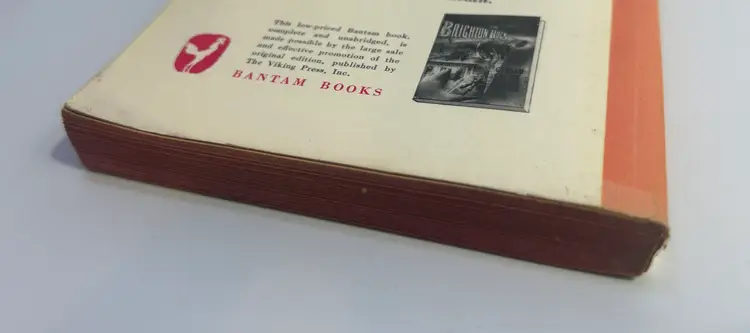 This low-priced Bantam book,
complete and unabridged, is
made possible by the large sale
and effective promotion of the
original edition, published by
The Viking Press, Inc.
BANTAM BOOKS
BRIGHTON ROCK